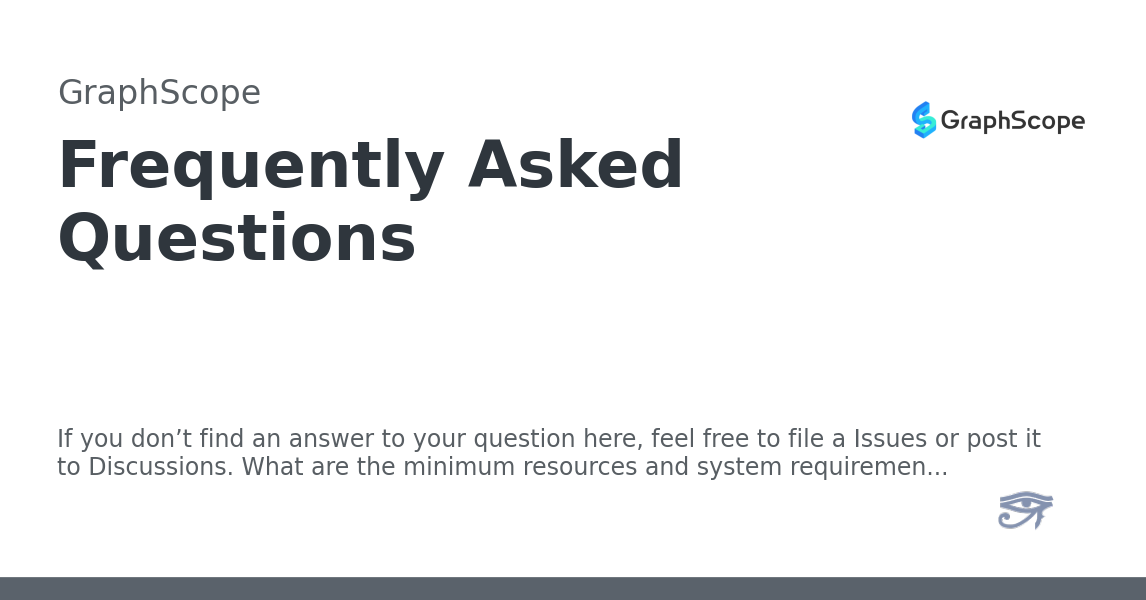 GraphScope
GraphScope
Frequently Asked
Questions
If you don’t find an answer to your question here, feel free to file a Issues or post it
to Discussions. What are the minimum resources and system requiremen...